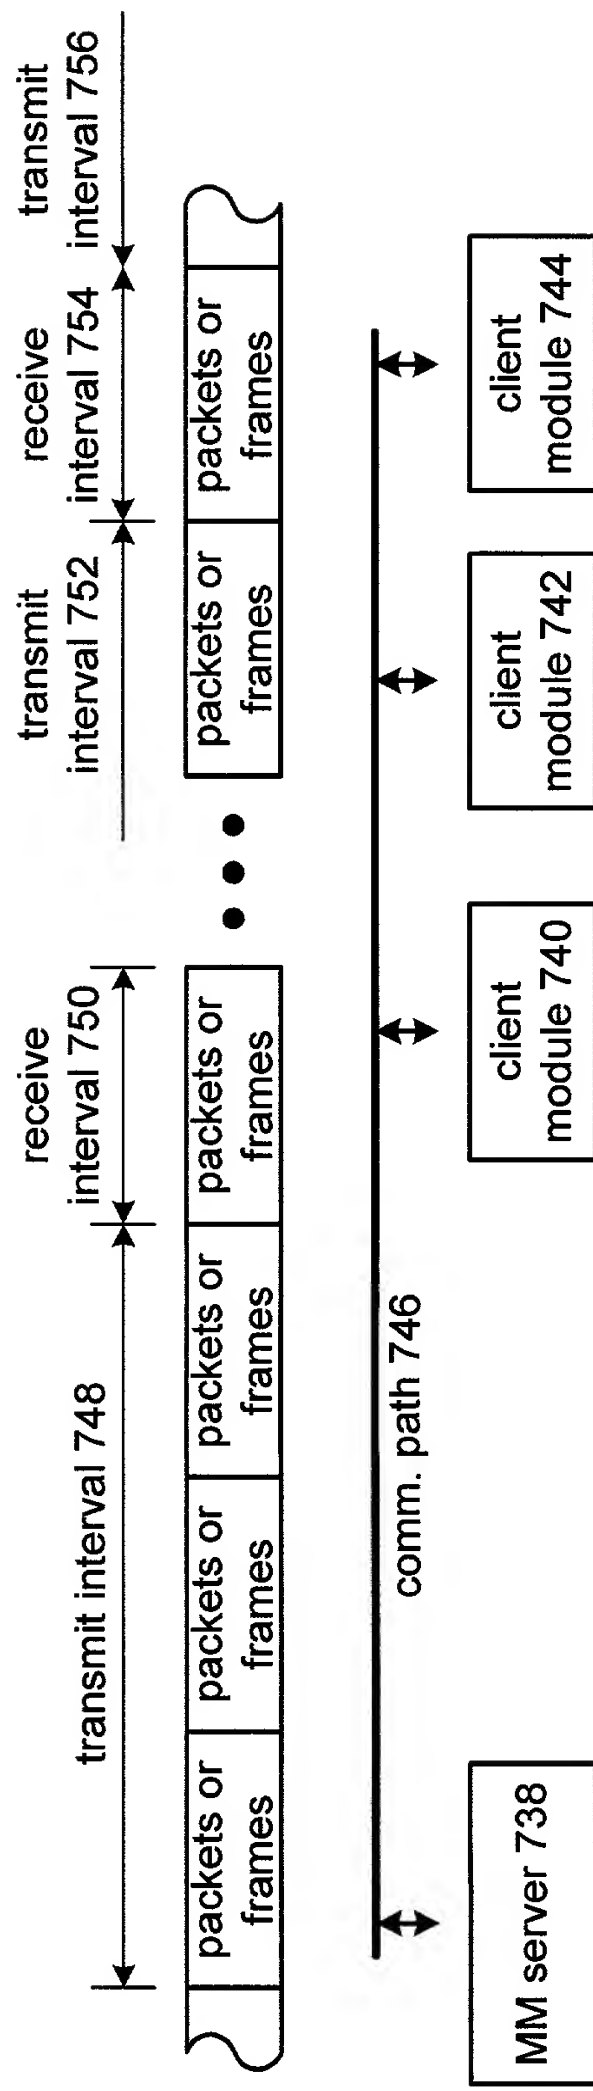 transmit interval 748
receive
interval 750
transmit
interval 752
receive
interval 754
transmit
interval 756
packets or
frames
packets or
frames
packets or
frames
packets or
frames
packets or
frames
packets or
frames
comm. path 746
MM server 738
client
module 740
client
module 742
client
module 744